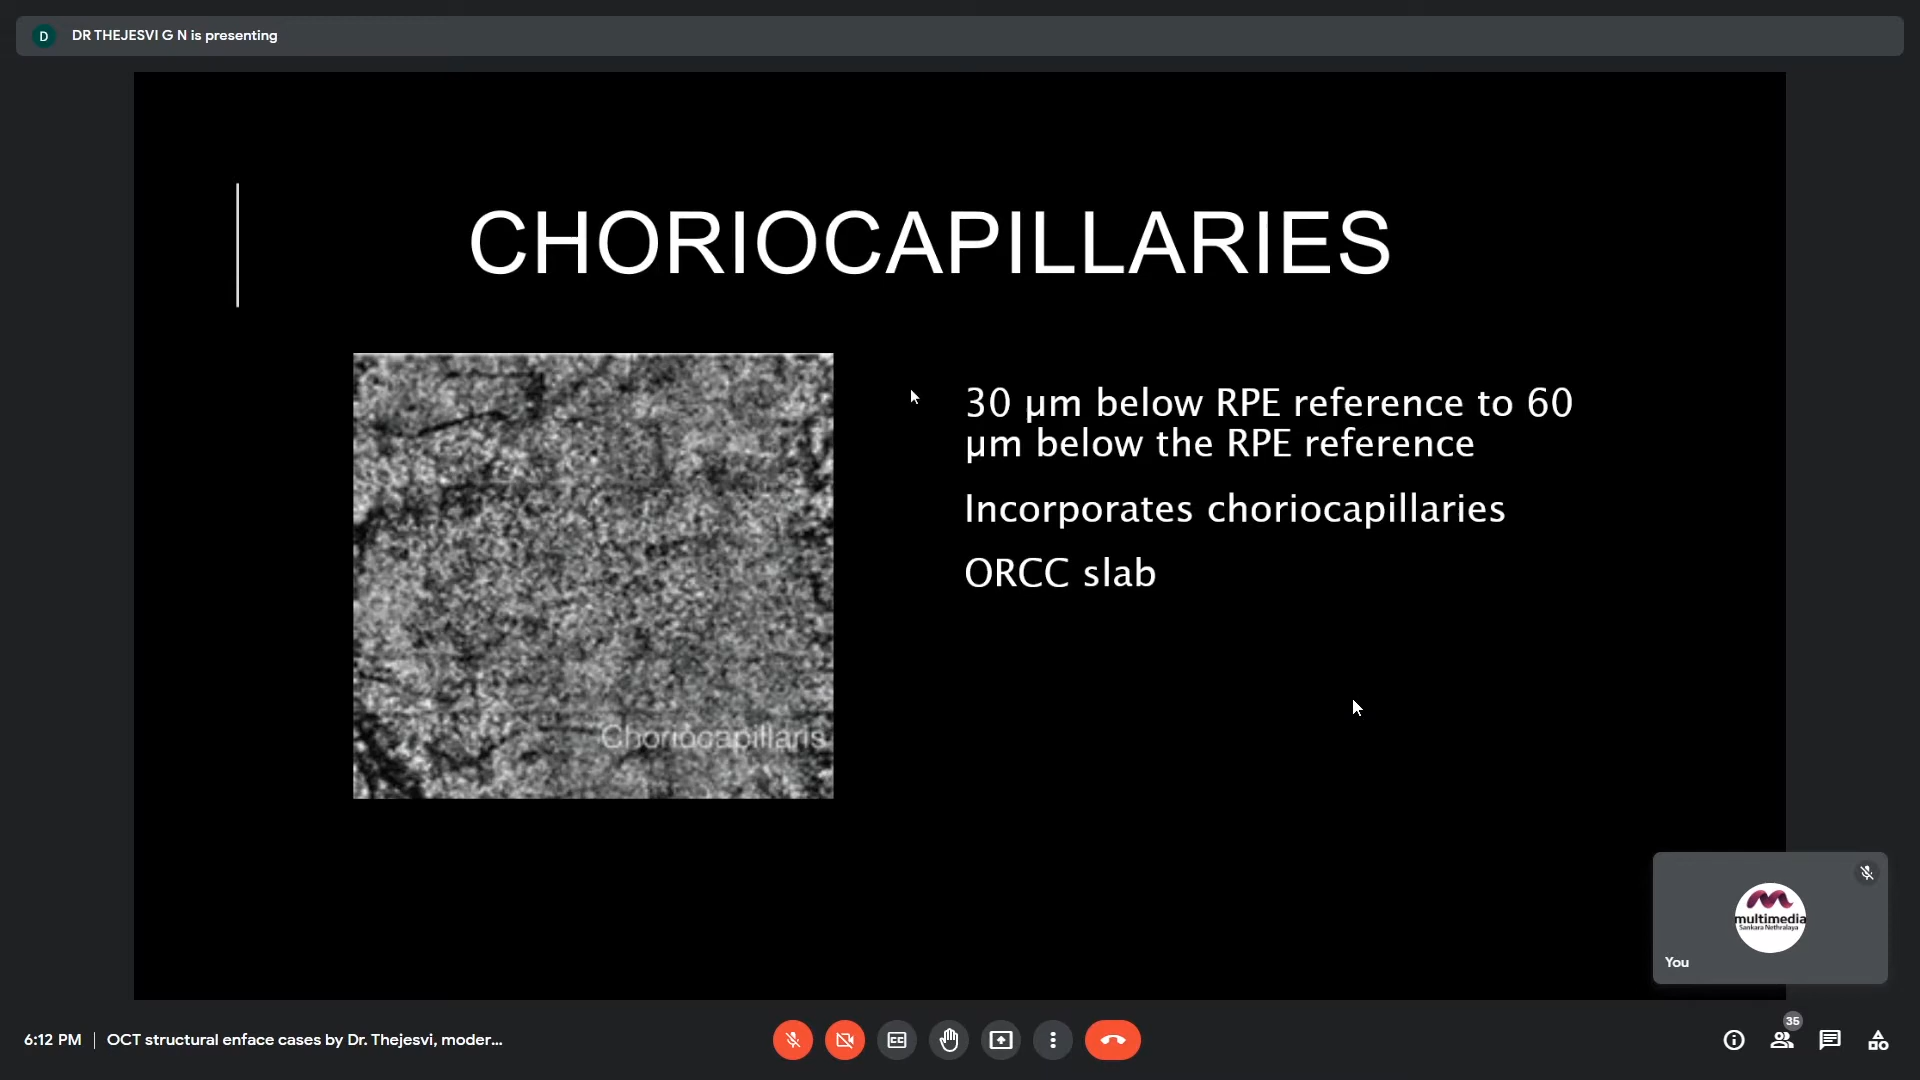 D
DR THEJESVI G N is presenting
CHORIOCAPILLARIES
30 μm below RPE reference to 60
μm below the RPE reference
Incorporates choriocapillaries
ORCC slab
Choriocapillaris
multimedia
Sankara Nethralaya
You
6:12 PM | OCT structural enface cases by Dr. Thejesvi, moder...
CC
35